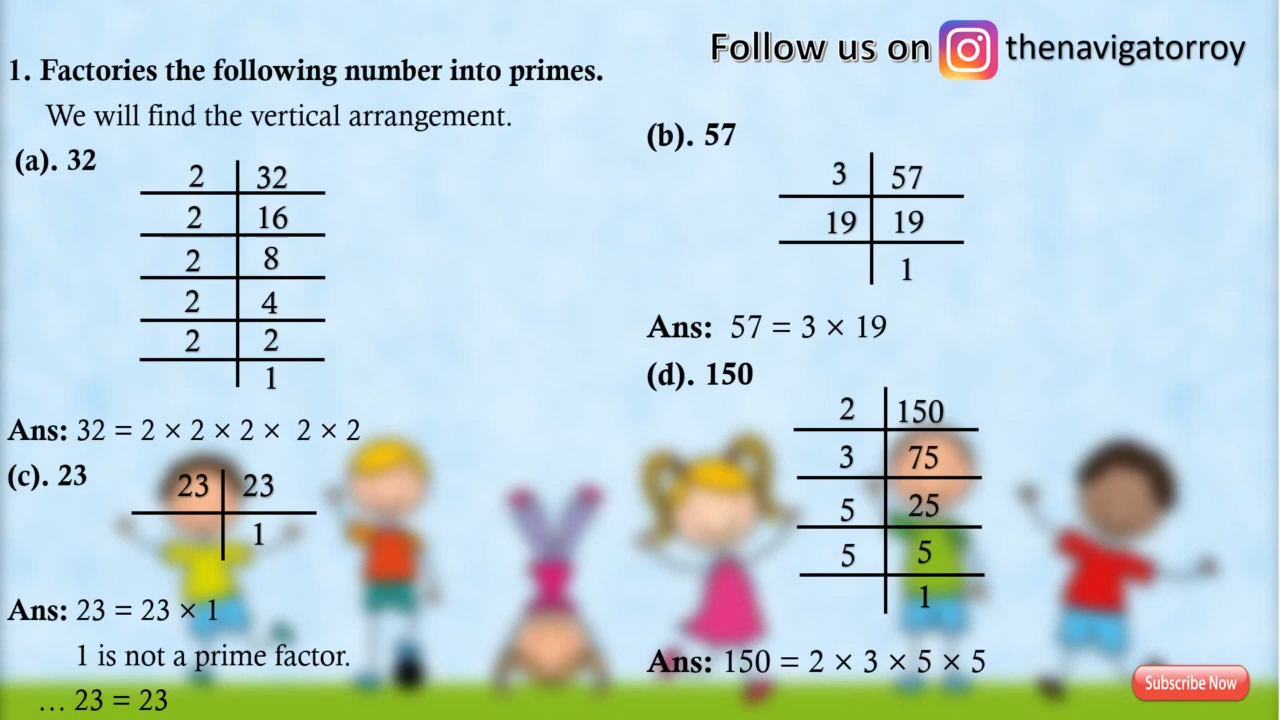 1. Factories the following number into primes.
We will find the vertical arrangement.
(a). 32
2 32
2 16
2 8
2 4
2 2
1
Ans: 32 = 2 × 2 × 2 × 2 × 2
(c). 23
23 23
1
Ans: 23 = 23 × 1
1 is not a prime factor.
… 23 = 23
Follow us on thenavigatorroy
(b). 57
3 57
19 19
1
Ans: 57 = 3 × 19
(d). 150
2 150
3 75
5 25
5 5
1
Ans: 150 = 2 × 3 × 5 × 5
Subscribe Now